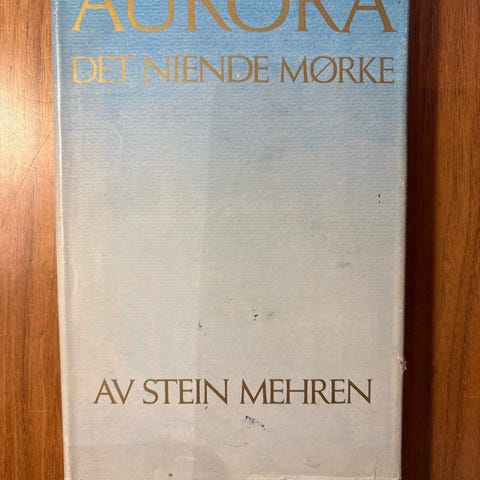 AURORA
DET NIENDE MØRKE
AV STEIN MEHREN